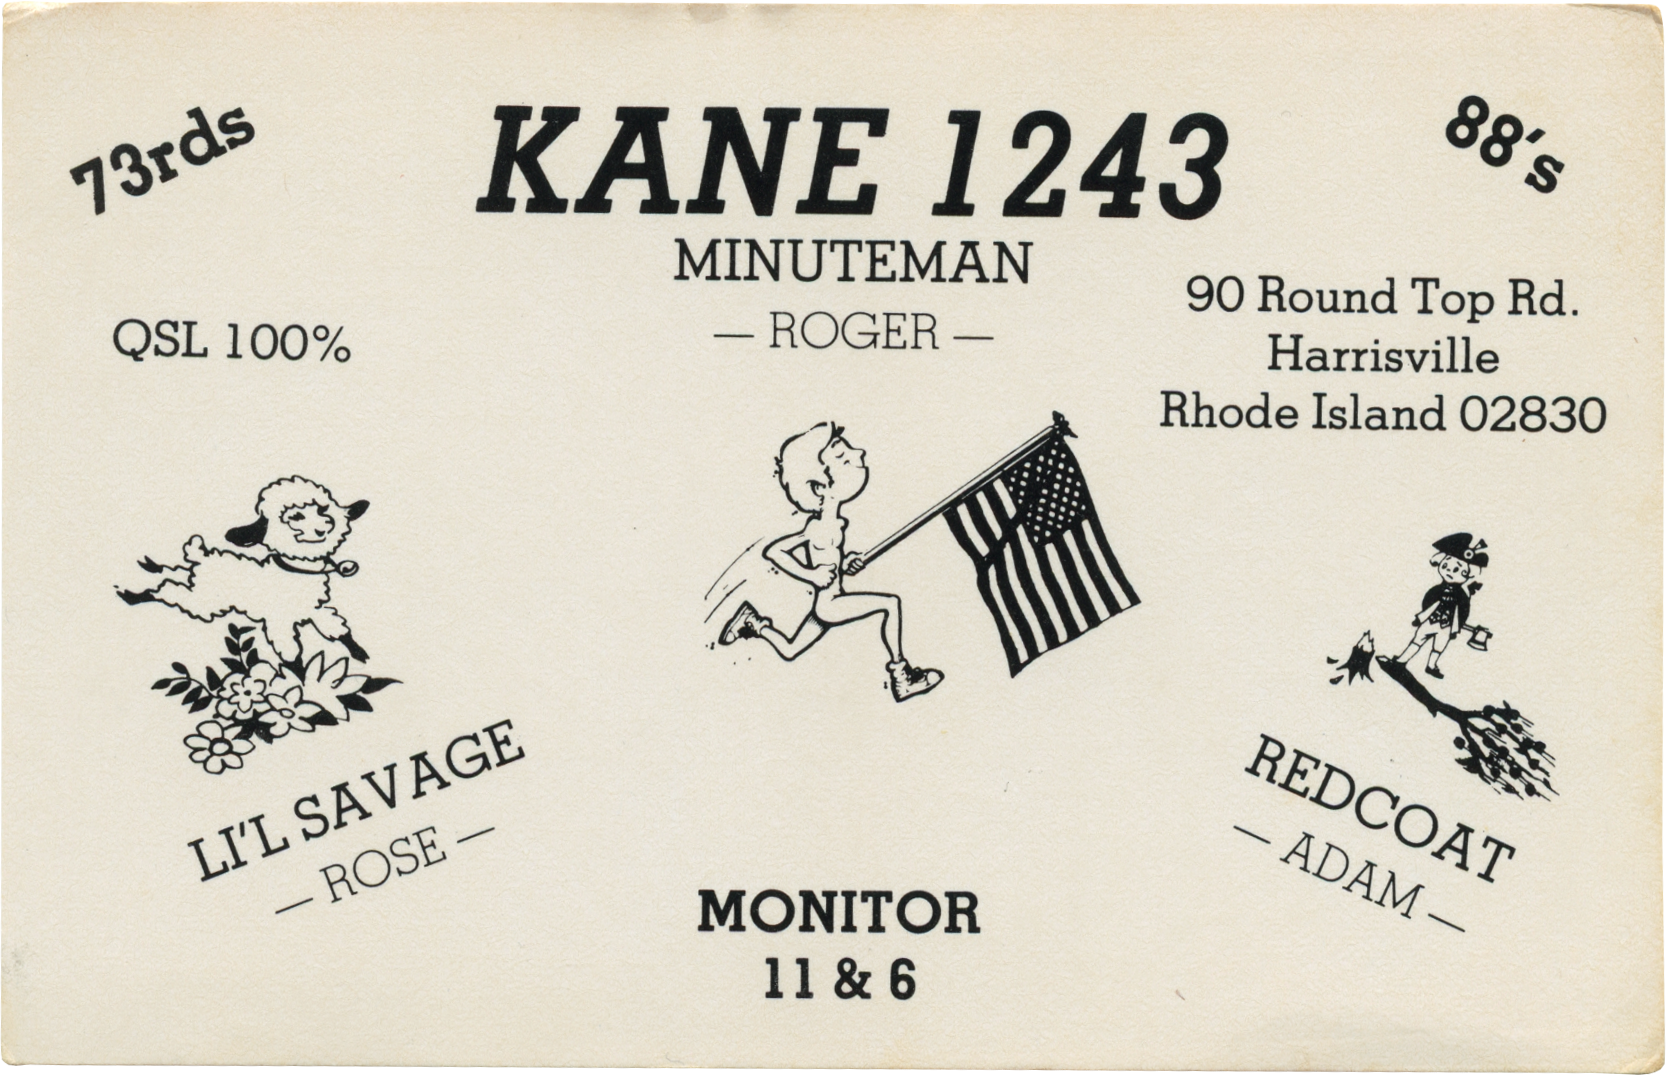 73rds
KANE 1243
88's
MINUTEMAN
— ROGER —
QSL 100%
90 Round Top Rd.
Harrisville
Rhode Island 02830
LI'L SAVAGE
— ROSE —
REDCOAT
— ADAM —
MONITOR
11 & 6